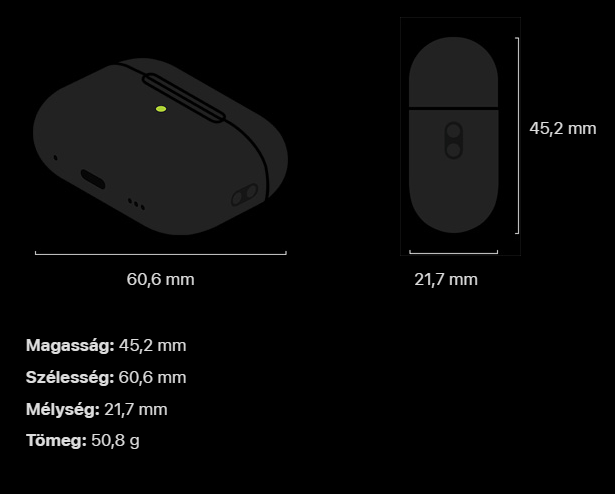 45,2 mm
60,6 mm
21,7 mm
Magasság: 45,2 mm
Szélesség: 60,6 mm
Mélység: 21,7 mm
Tömeg: 50,8 g